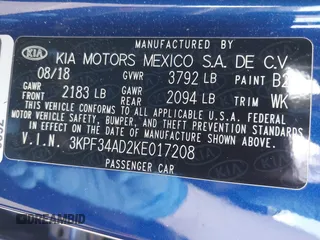 MANUFACTURED BY
KIA KIA MOTORS MEXICO S.A. DE C.V.
08/18 GVWR 3792 LB PAINT B2
GAWR FRONT 2183 LB GAWR REAR 2094 LB TRIM WK
THIS VEHICLE CONFORMS TO ALL APPLICABLE U.S.A. FEDERAL
MOTOR VEHICLE SAFETY, BUMPER, AND THEFT PREVENTION
STANDARDS IN EFFECT ON THE DATE OF MANUFACTURE
SHOWN ABOVE.
V.I.N. 3KPF34AD2KE017208
PASSENGER CAR
DREAMBID